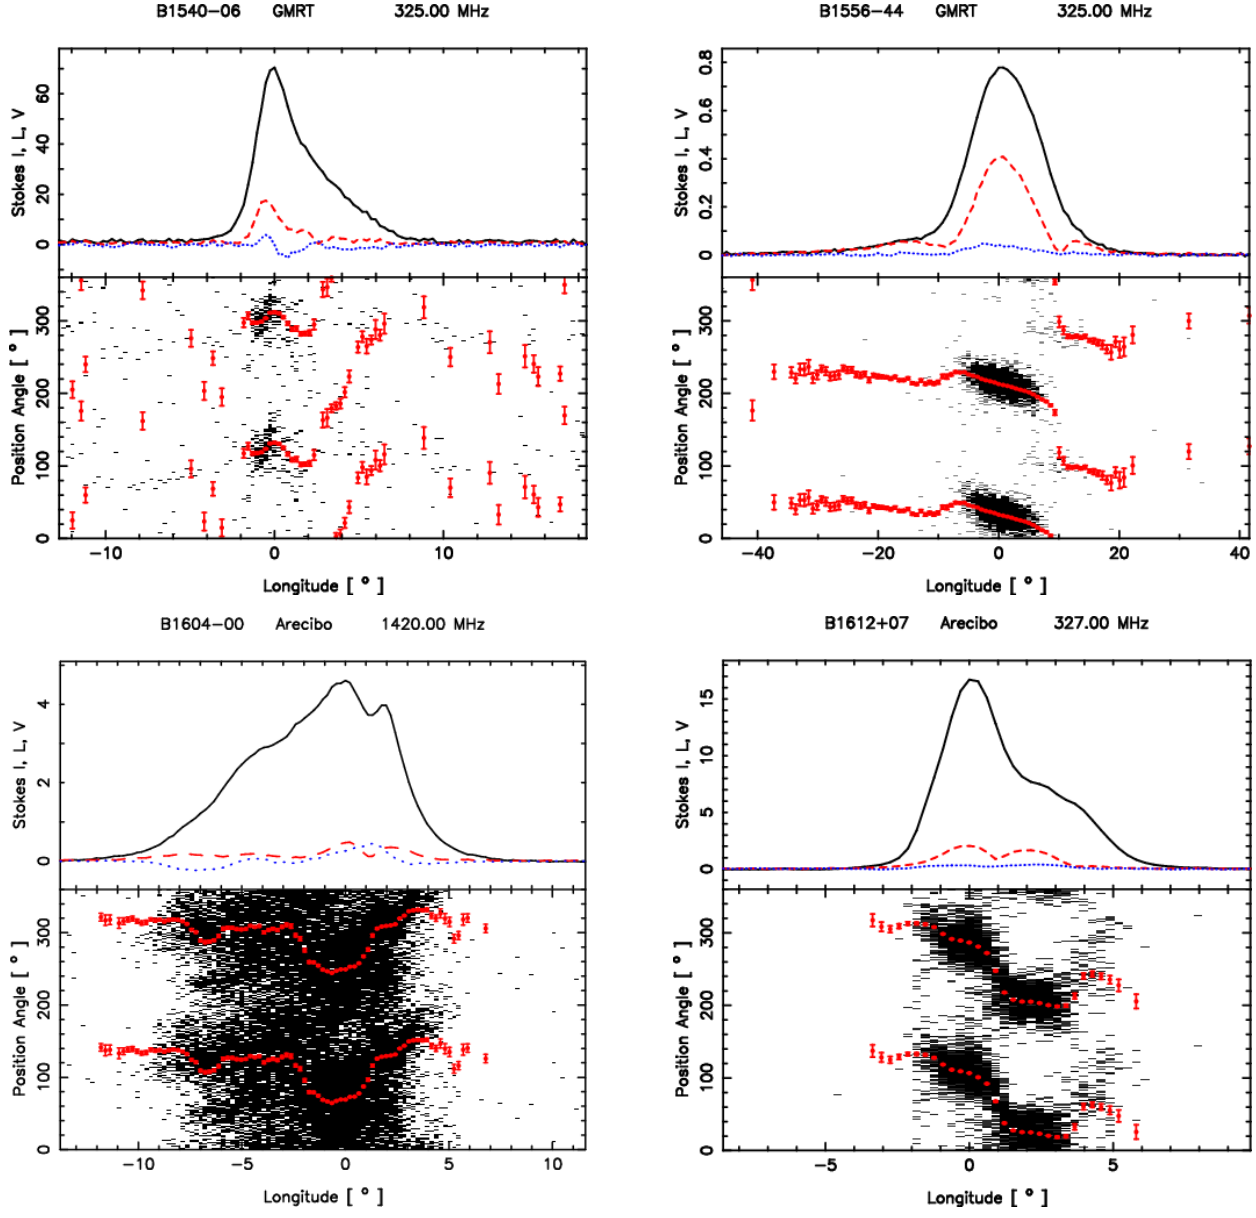 B1540-06 GMRT 325.00 MHz
B1556-44 GMRT 325.00 MHz
Stokes I, L, V
0 20 40 60
Stokes I, L, V
0 0.2 0.4 0.6 0.8
Position Angle [ ° ]
0 100 200 300
Position Angle [ ° ]
0 100 200 300
−10 0 10
−40 −20 0 20 40
Longitude [ ° ]
Longitude [ ° ]
B1604-00 Arecibo 1420.00 MHz
B1612+07 Arecibo 327.00 MHz
Stokes I, L, V
0 2 4
Stokes I, L, V
0 5 10 15
Position Angle [ ° ]
0 100 200 300
Position Angle [ ° ]
0 100 200 300
−10 −5 0 5 10
−5 0 5
Longitude [ ° ]
Longitude [ ° ]